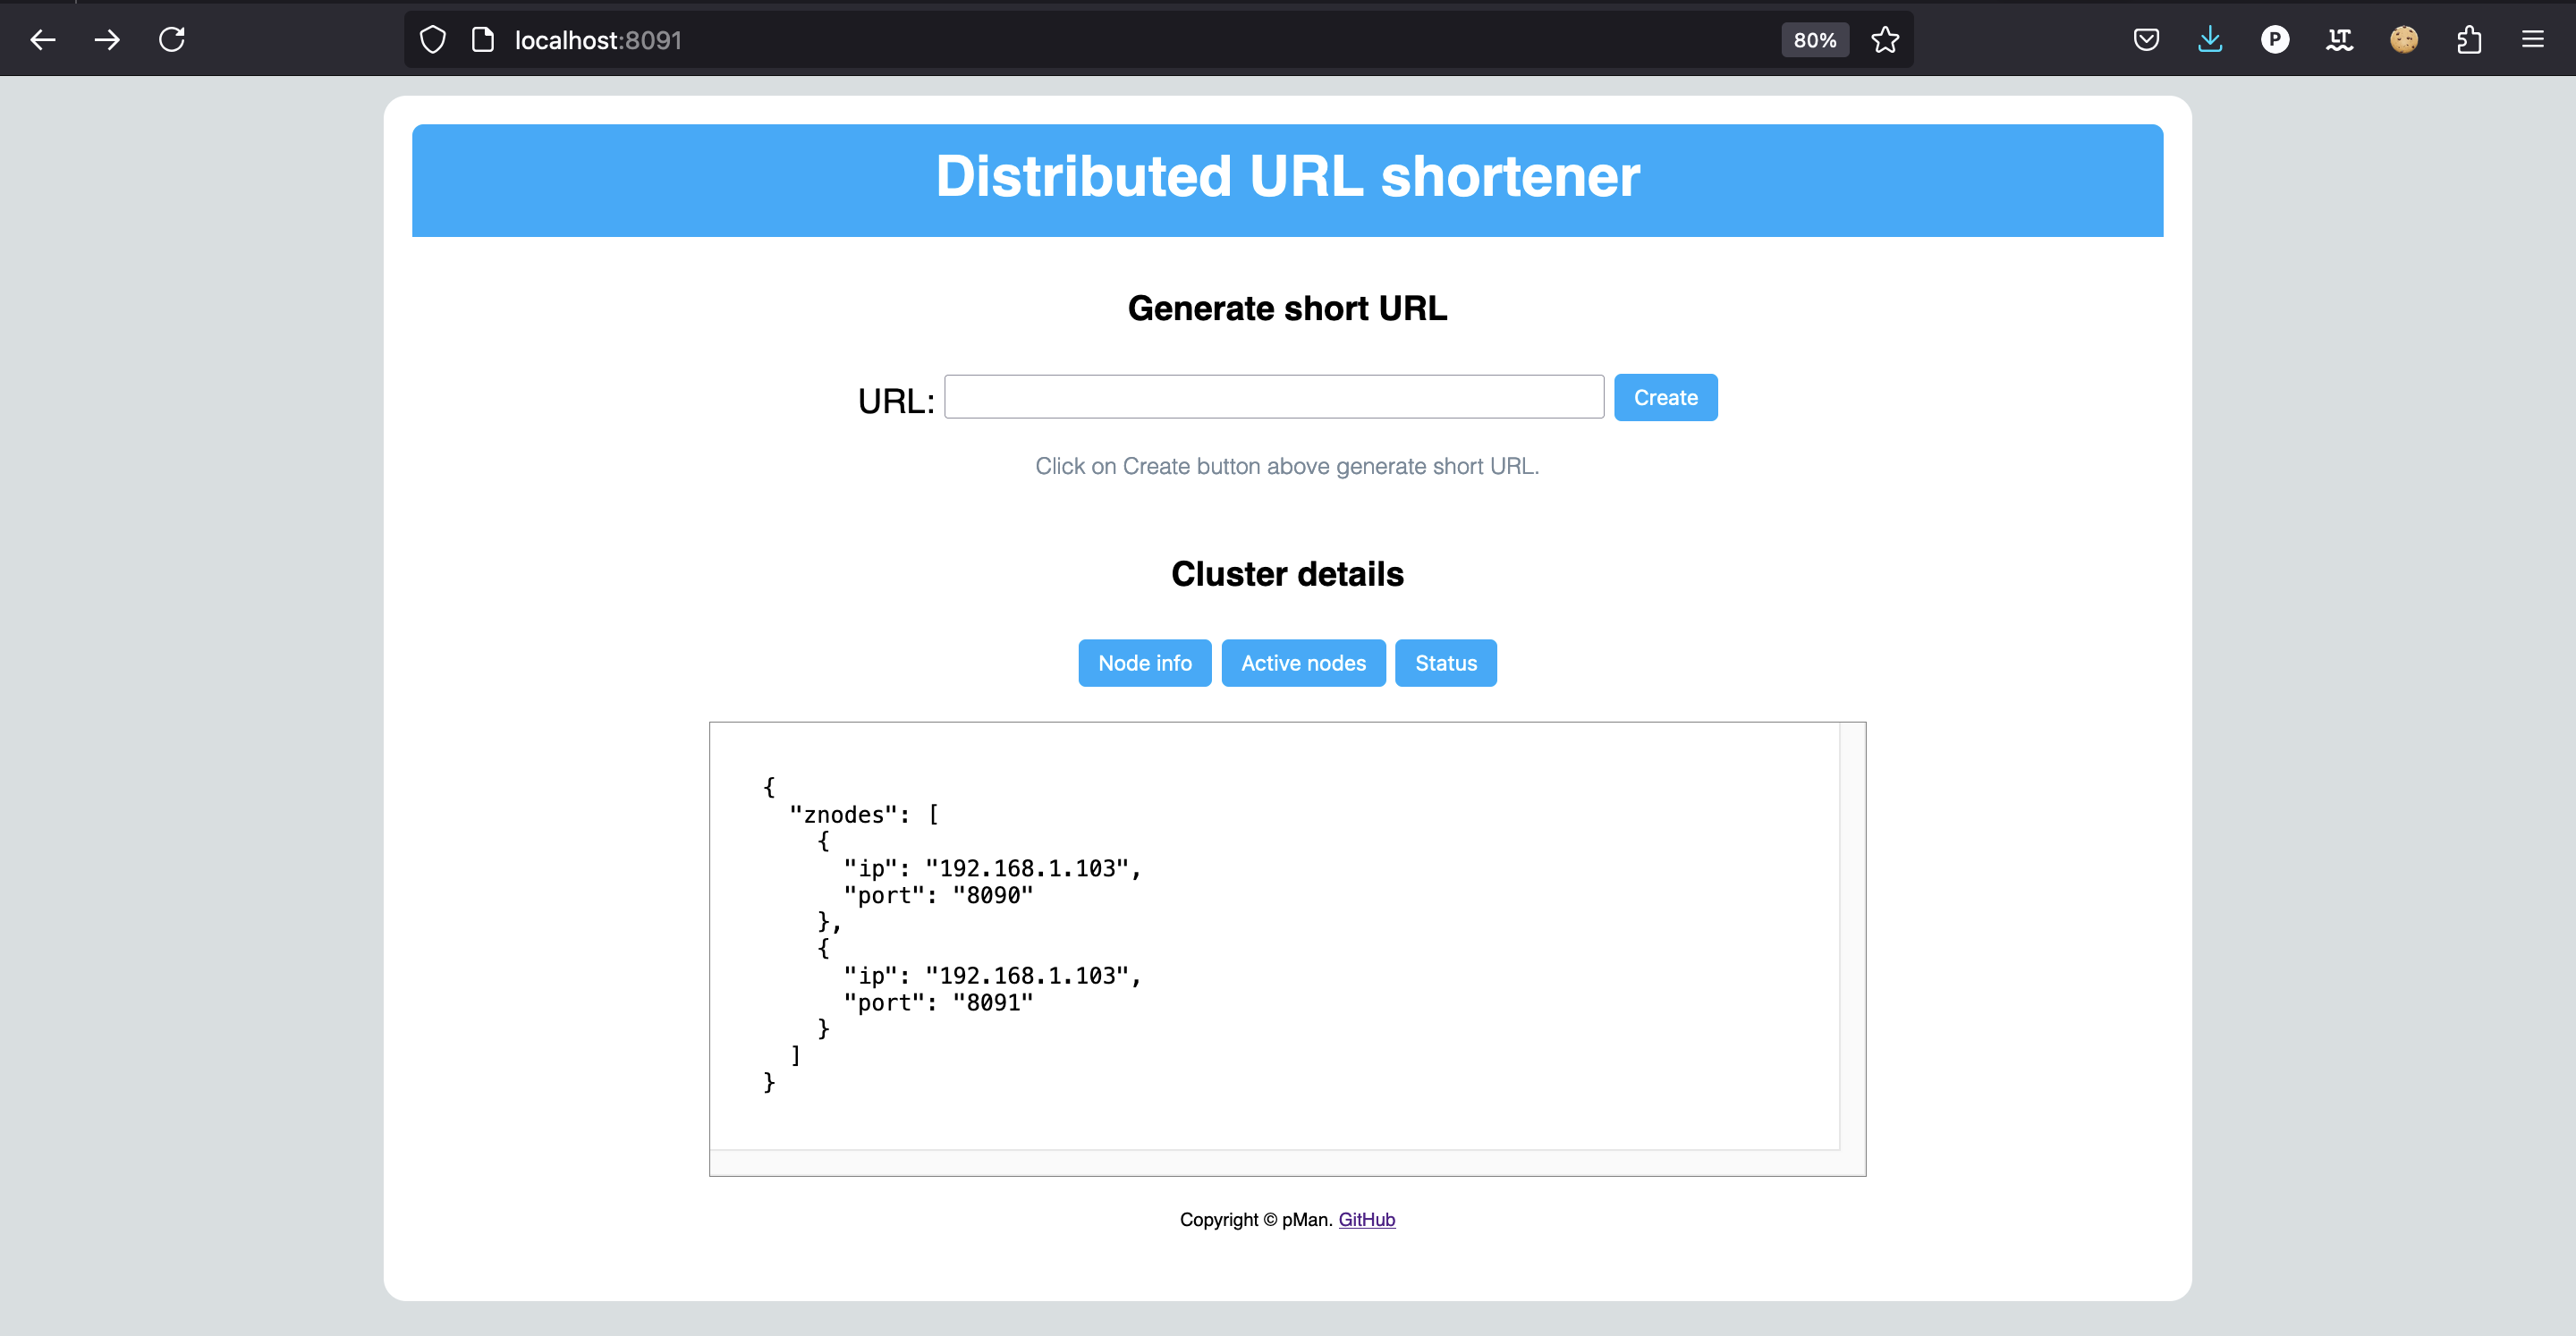 localhost:8091
80%
P
LT
Distributed URL shortener
Generate short URL
URL:
Create
Click on Create button above generate short URL.
Cluster details
Node info Active nodes Status
{
  "znodes": [
    {
      "ip": "192.168.1.103",
      "port": "8090"
    },
    {
      "ip": "192.168.1.103",
      "port": "8091"
    }
  ]
}
Copyright © pMan. GitHub